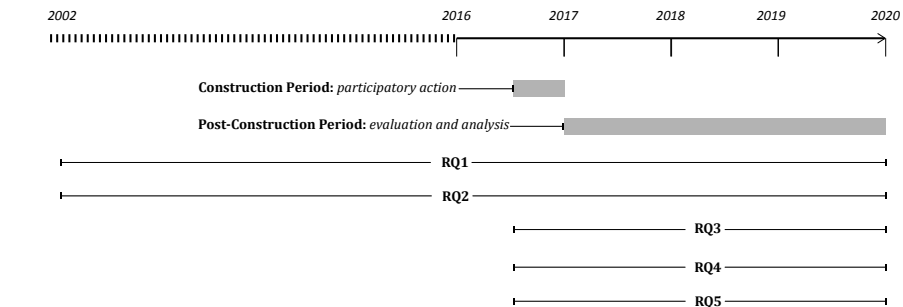 2002 2016 2017 2018 2019 2020
Construction Period: participatory action
Post-Construction Period: evaluation and analysis
RQ1
RQ2
RQ3
RQ4
RQ5